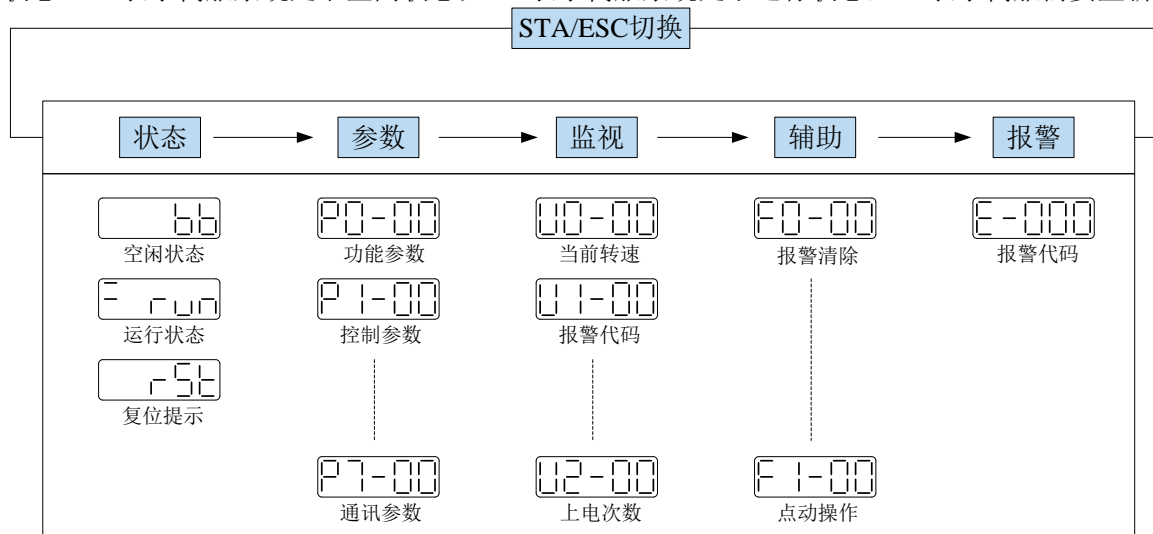 STA/ESC切换
状态 参数 监视 辅助 报警
bb P0-00 U0-00 F0-00 E-000
空闲状态 功能参数 当前转速 报警清除 报警代码
run P1-00 U1-00
运行状态 控制参数 报警代码
rSt
复位提示
P7-00 U2-00 F1-00
通讯参数 上电次数 点动操作